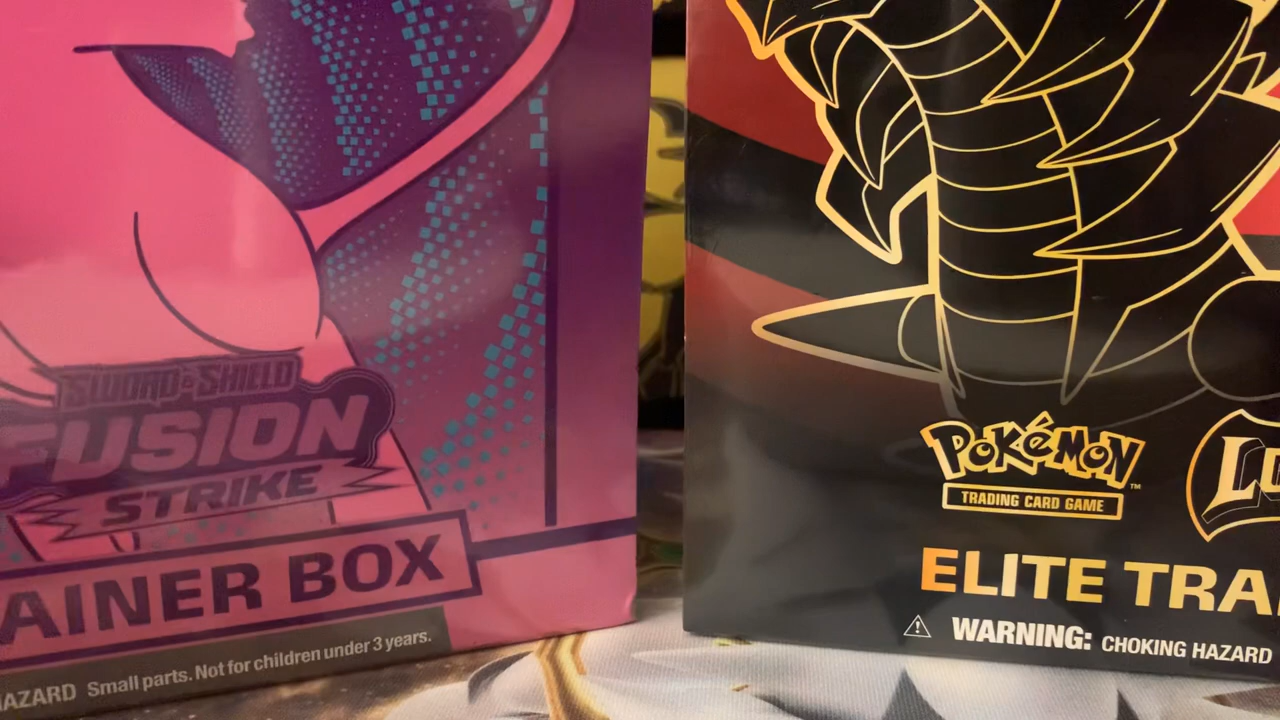 SWORD & SHIELD
FUSION
STRIKE
AINER BOX
HAZARD Small parts. Not for children under 3 years.
POKéMON™
TRADING CARD GAME
ELITE TRA
WARNING: CHOKING HAZARD